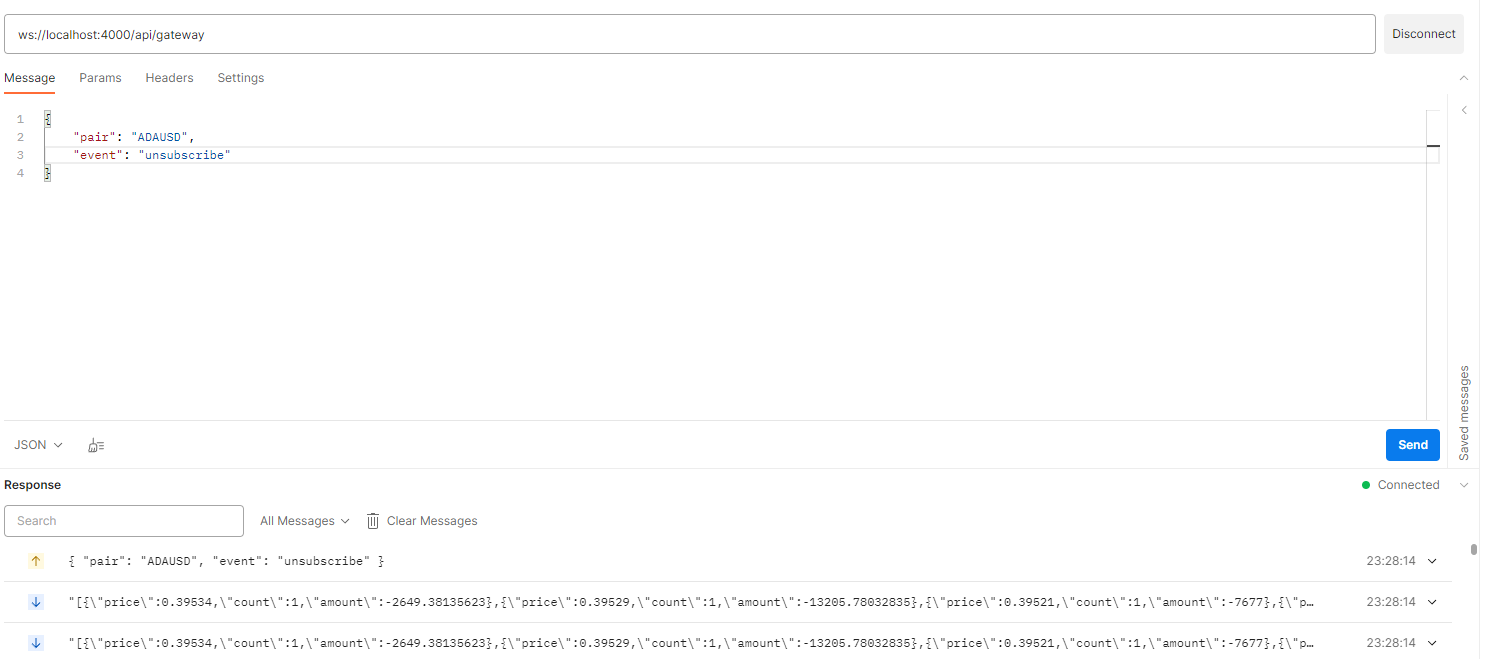 ws://localhost:4000/api/gateway
Disconnect
Message Params Headers Settings
1 {
2 "pair": "ADAUSD",
3 "event": "unsubscribe"
4 }
Saved messages
JSON
Send
Response
Connected
Search
All Messages
Clear Messages
{ "pair": "ADAUSD", "event": "unsubscribe" } 23:28:14
"[{\"price\":0.39534,\"count\":1,\"amount\":-2649.38135623},{\"price\":0.39529,\"count\":1,\"amount\":-13205.78032835},{\"price\":0.39521,\"count\":1,\"amount\":-7677},{\"p… 23:28:14
"[{\"price\":0.39534,\"count\":1,\"amount\":-2649.38135623},{\"price\":0.39529,\"count\":1,\"amount\":-13205.78032835},{\"price\":0.39521,\"count\":1,\"amount\":-7677},{\"p… 23:28:14